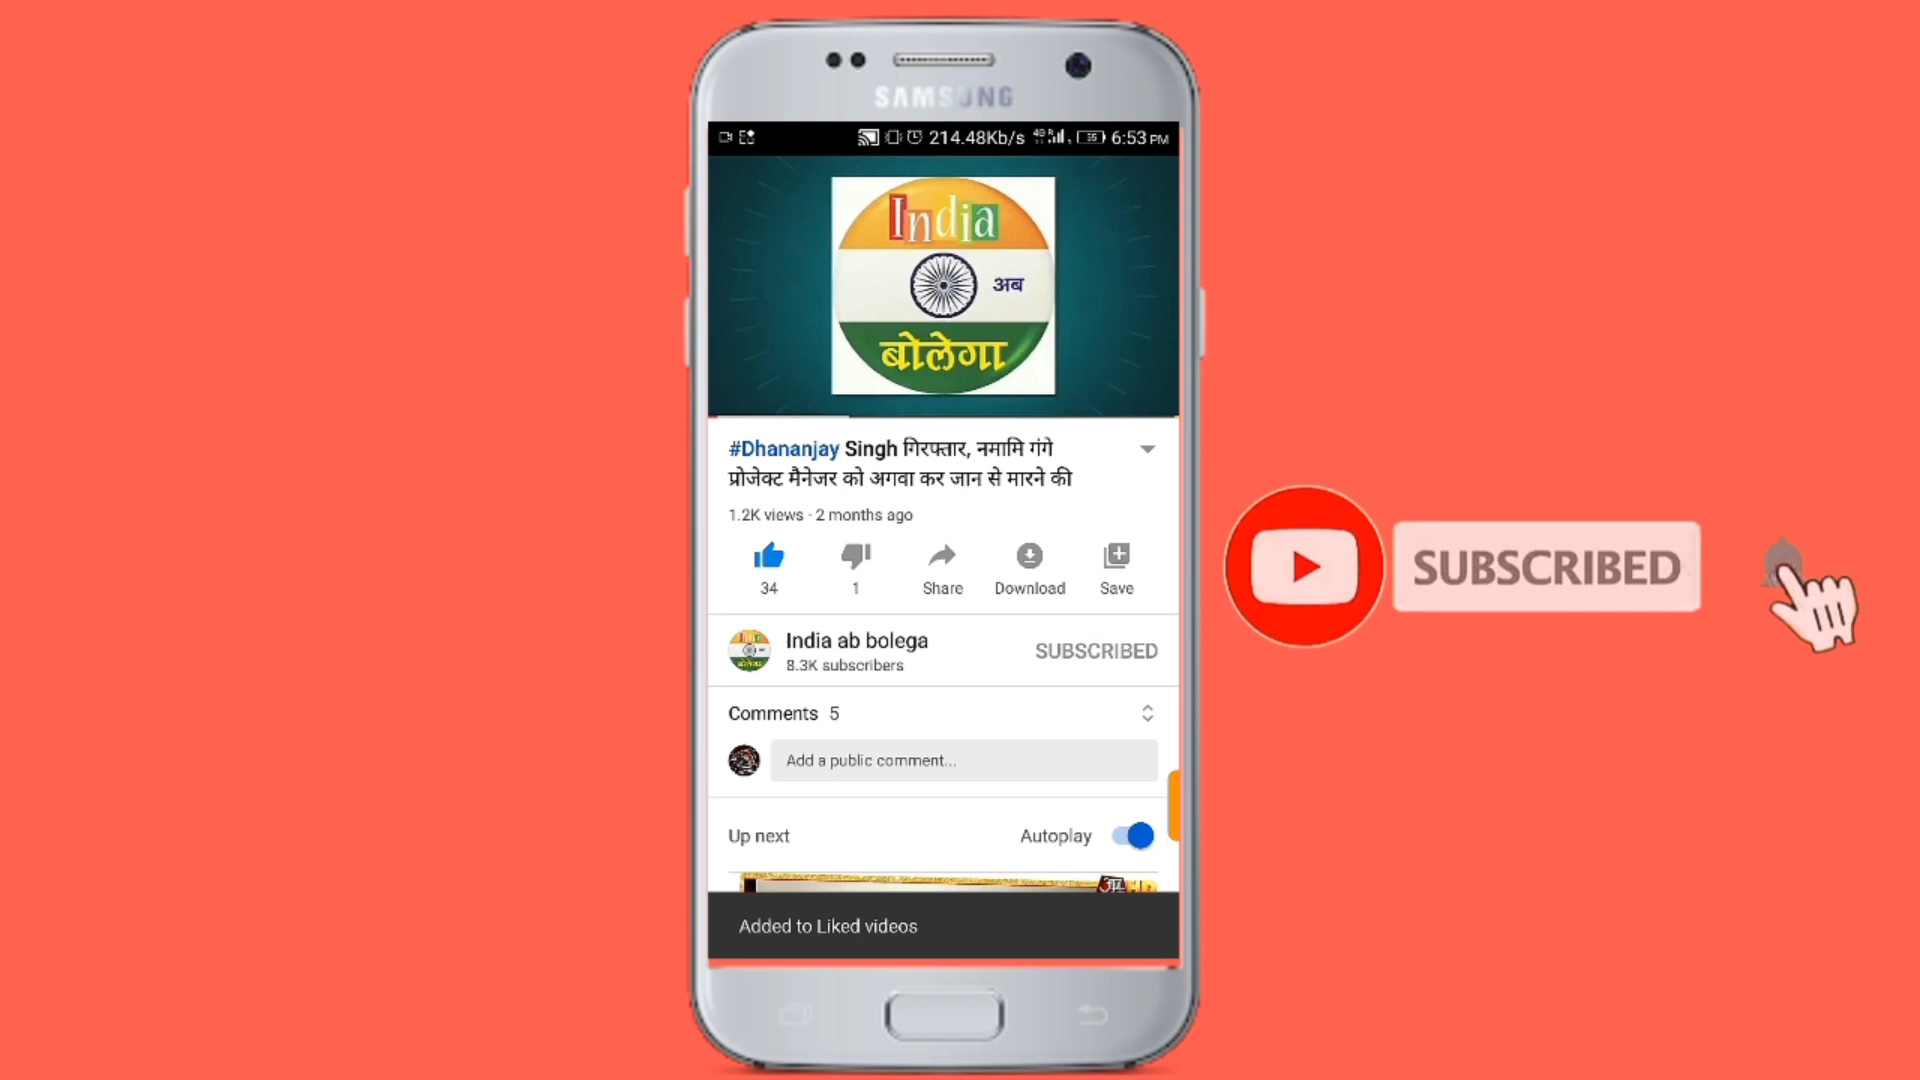 SAMSUNG
214.48Kb/s 4G R 35 6:53 PM
India
अब
बोलेगा
#Dhananjay Singh गिरफ्तार, नमामि गंगे
प्रोजेक्ट मैनेजर को अगवा कर जान से मारने की
1.2K views · 2 months ago
34 1 Share Download Save
India ab bolega
8.3K subscribers
SUBSCRIBED
Comments 5
Add a public comment...
Up next Autoplay
Added to Liked videos
SUBSCRIBED